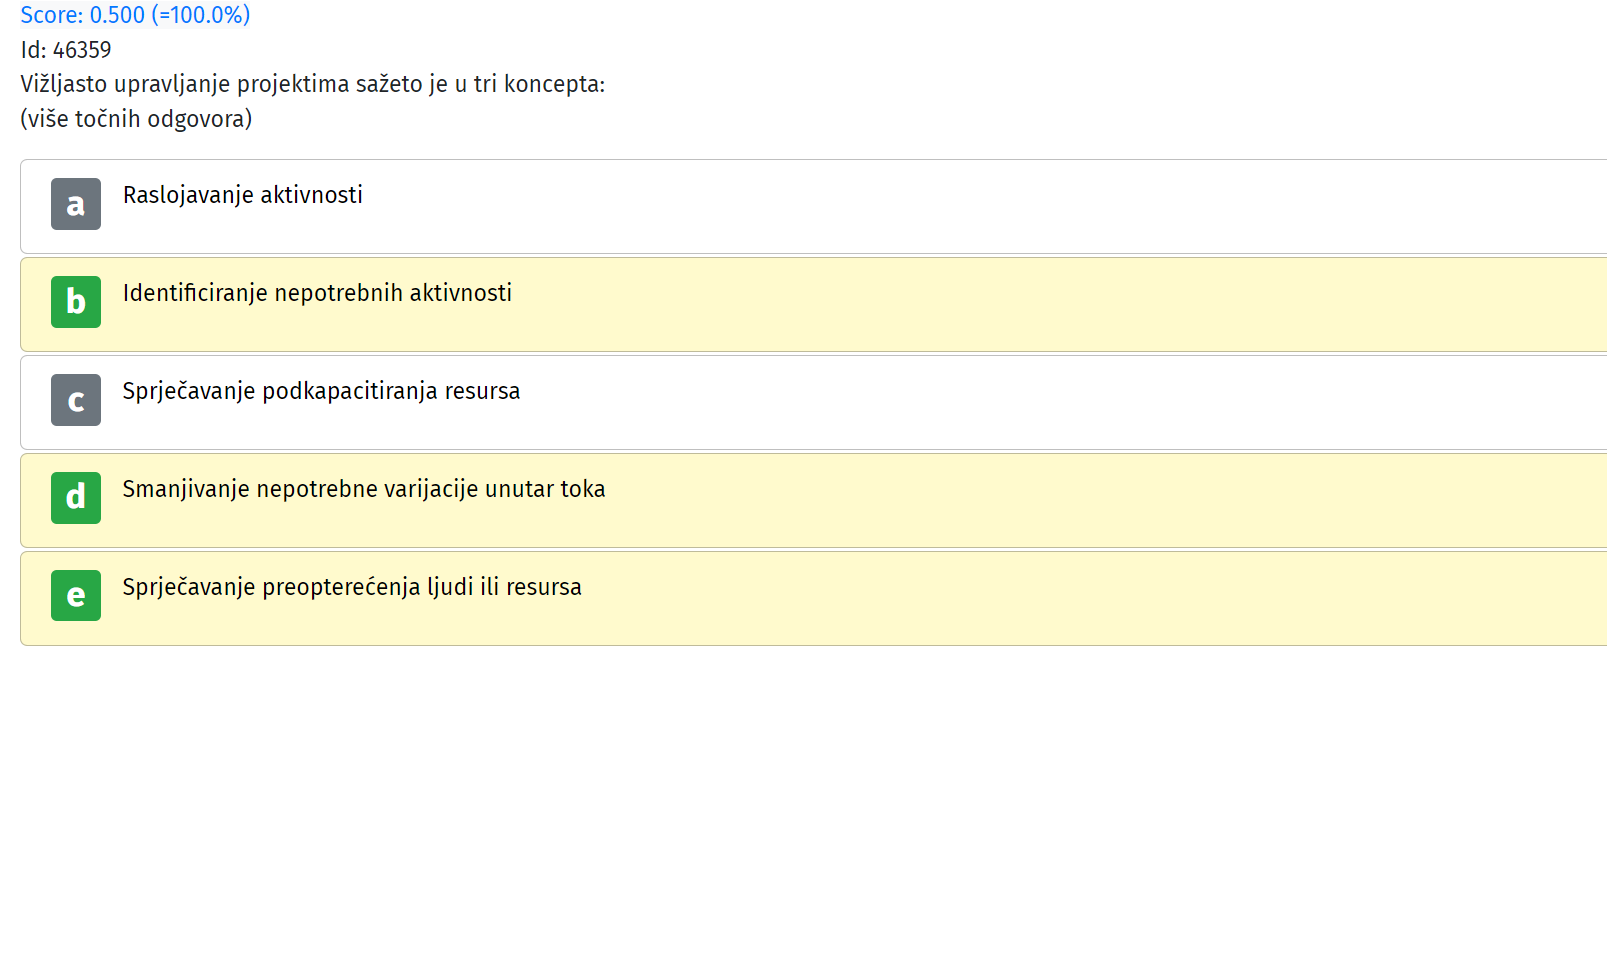 Score: 0.500 (=100.0%)
Id: 46359
Vižljasto upravljanje projektima sažeto je u tri koncepta:
(više točnih odgovora)
a Raslojavanje aktivnosti
b Identificiranje nepotrebnih aktivnosti
c Sprječavanje podkapacitiranja resursa
d Smanjivanje nepotrebne varijacije unutar toka
e Sprječavanje preopterećenja ljudi ili resursa